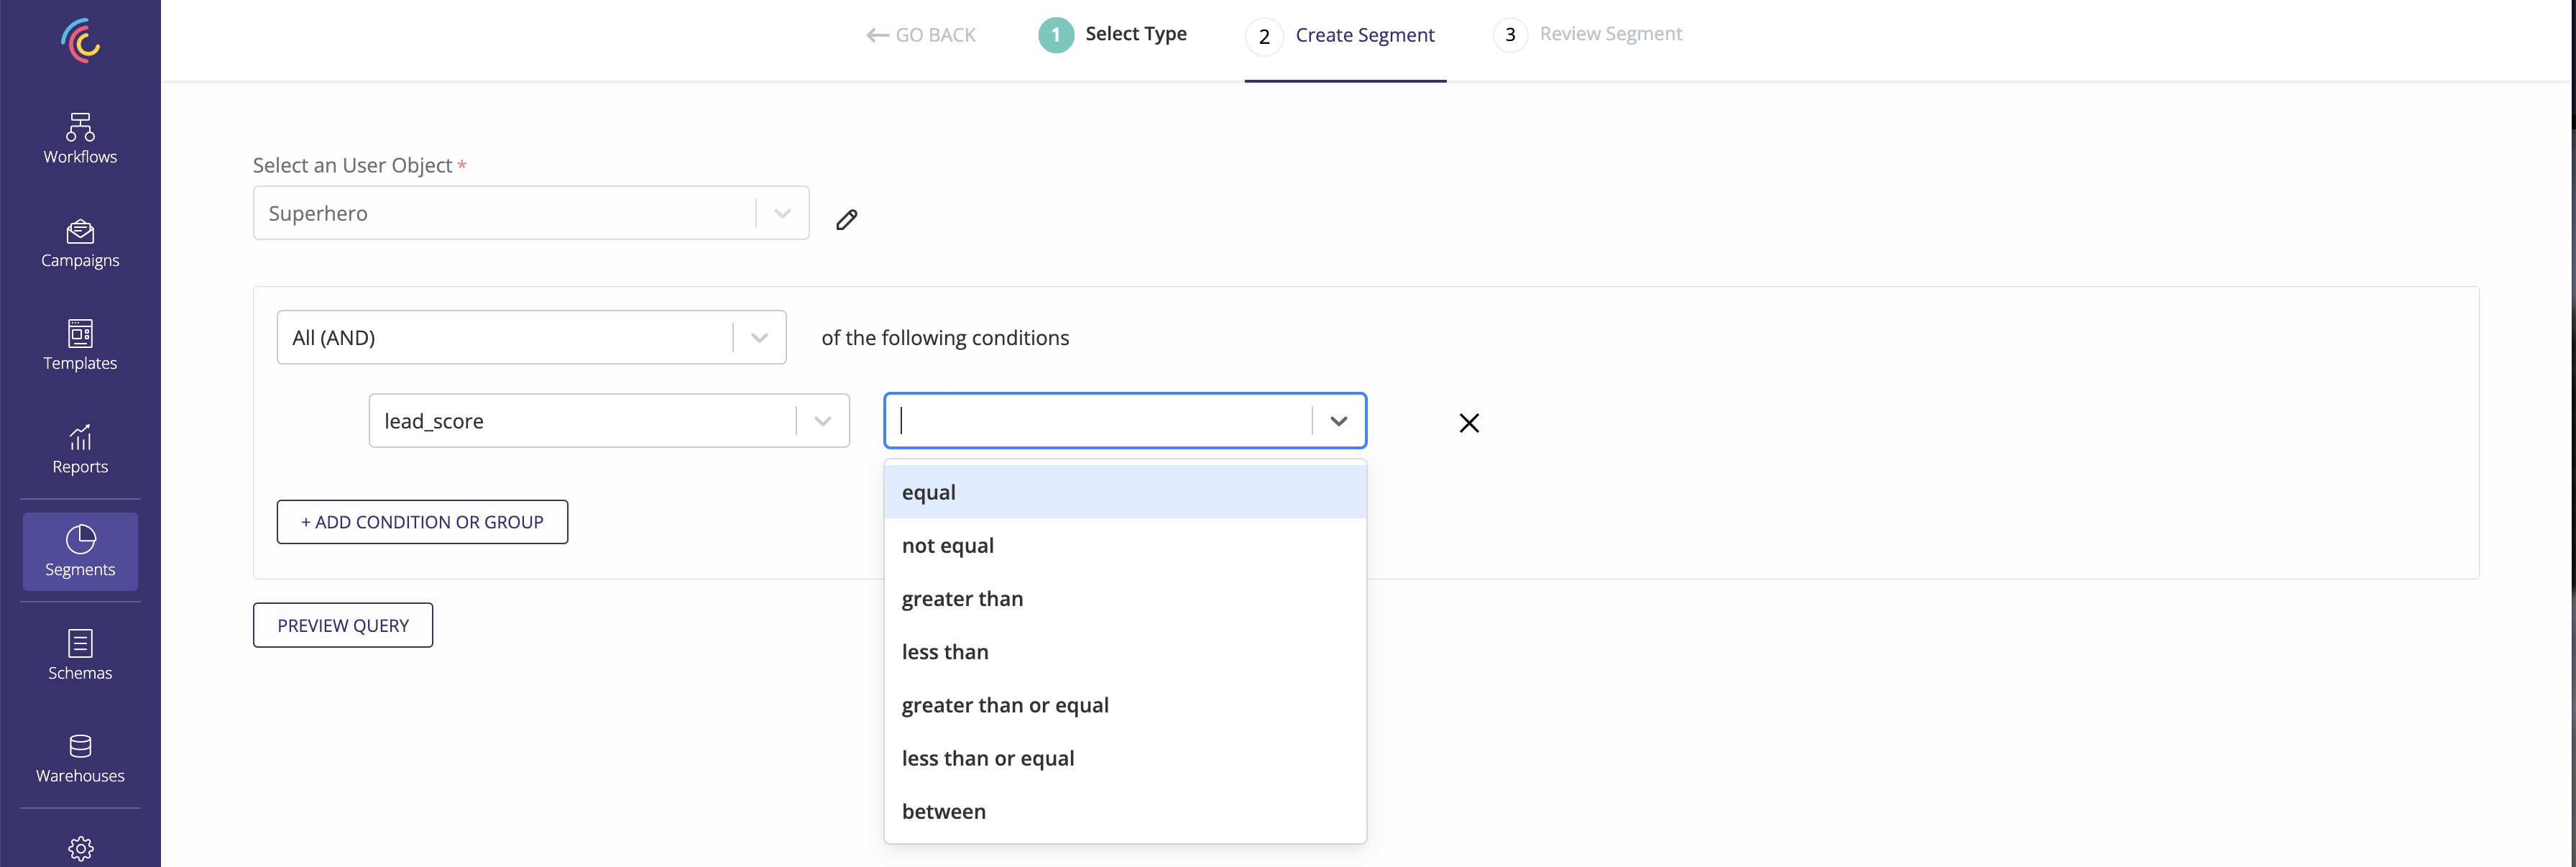 GO BACK
1 Select Type
2 Create Segment
3 Review Segment
Workflows
Campaigns
Templates
Reports
Segments
Schemas
Warehouses
Select an User Object *
Superhero
All (AND)
of the following conditions
lead_score
equal
not equal
greater than
less than
greater than or equal
less than or equal
between
+ ADD CONDITION OR GROUP
PREVIEW QUERY